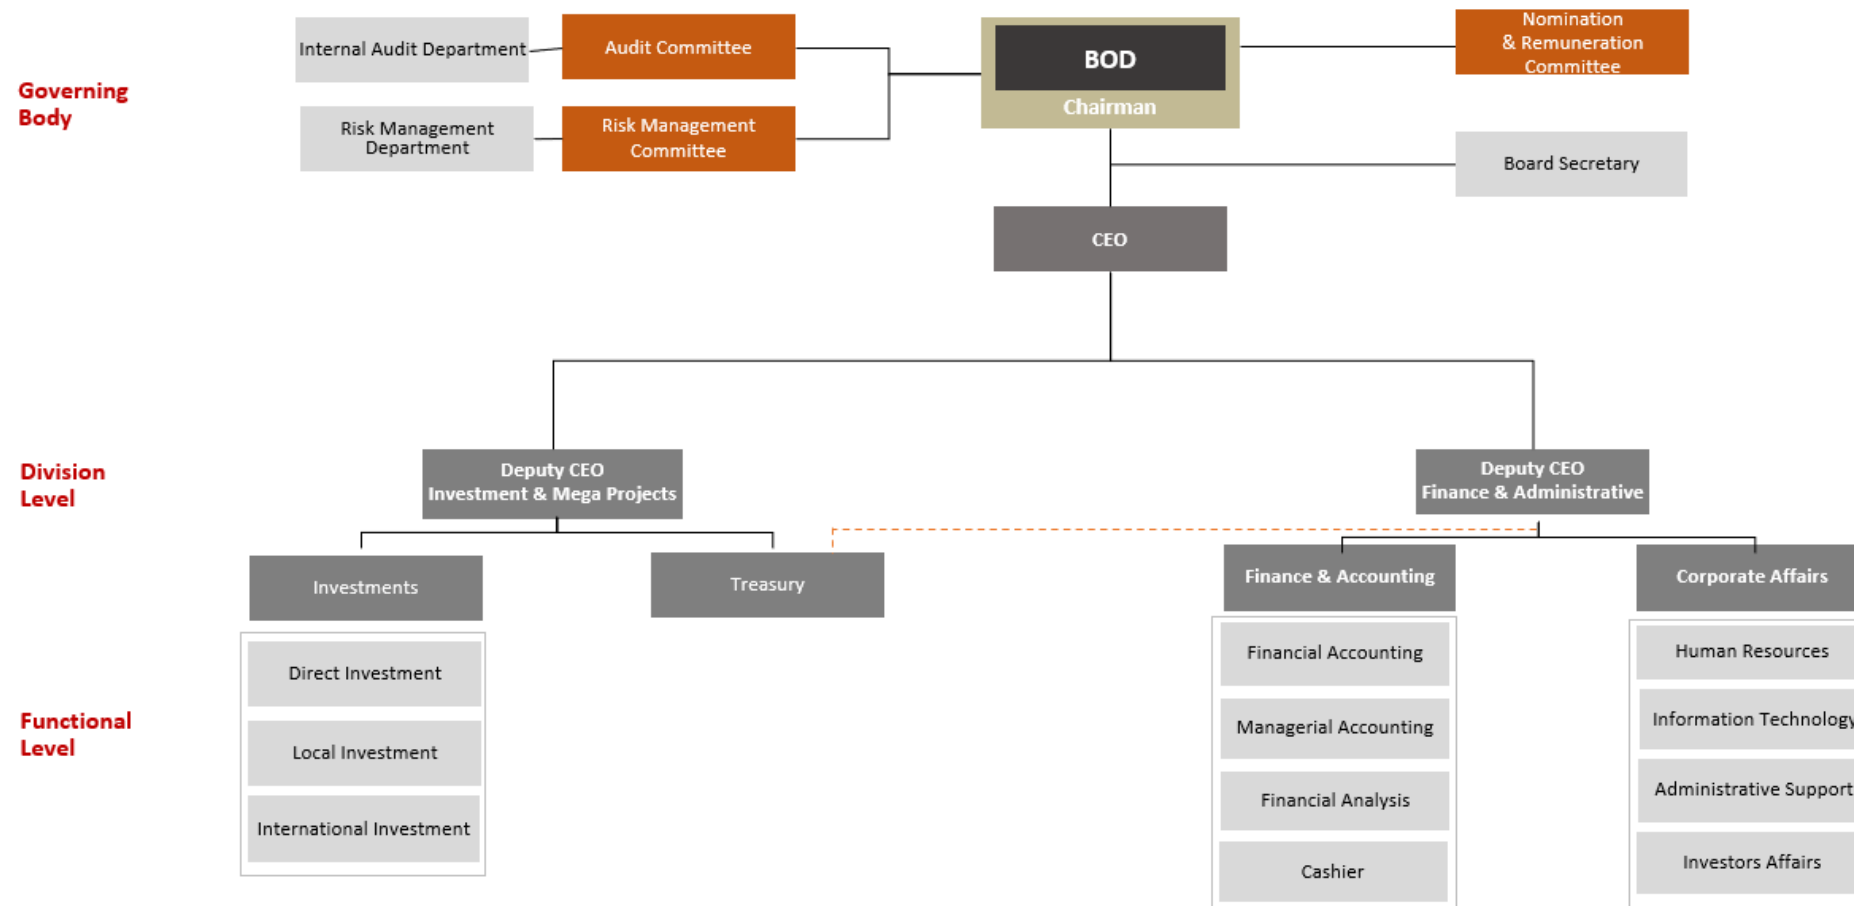 Governing
Body
Internal Audit Department
Audit Committee
Risk Management
Department
Risk Management
Committee
BOD
Chairman
Nomination
& Remuneration
Committee
Board Secretary
CEO
Division
Level
Deputy CEO
Investment & Mega Projects
Deputy CEO
Finance & Administrative
Functional
Level
Investments
Direct Investment
Local Investment
International Investment
Treasury
Finance & Accounting
Financial Accounting
Managerial Accounting
Financial Analysis
Cashier
Corporate Affairs
Human Resources
Information Technology
Administrative Support
Investors Affairs